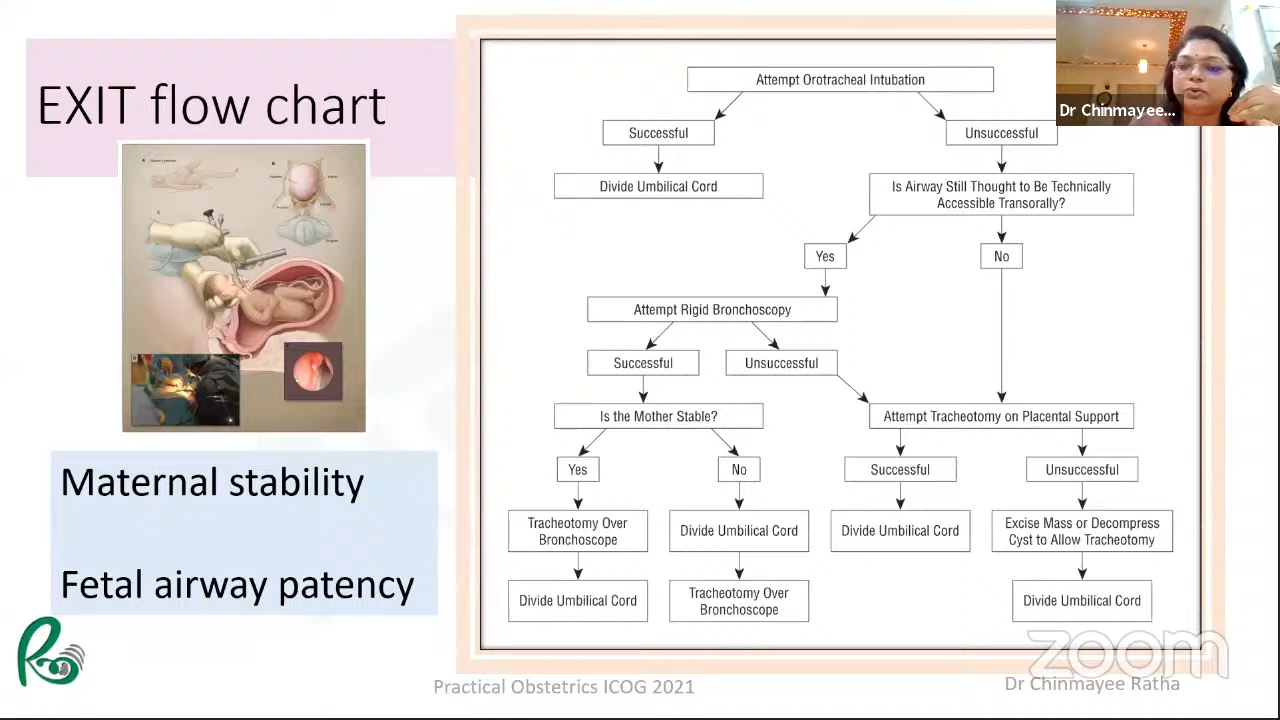 EXIT flow chart
Maternal stability
Fetal airway patency
Attempt Orotracheal Intubation
Successful
Unsuccessful
Divide Umbilical Cord
Is Airway Still Thought to Be Technically
Accessible Transorally?
Yes
No
Attempt Rigid Bronchoscopy
Successful
Unsuccessful
Is the Mother Stable?
Attempt Tracheotomy on Placental Support
Yes
No
Successful
Unsuccessful
Tracheotomy Over
Bronchoscope
Divide Umbilical Cord
Divide Umbilical Cord
Excise Mass or Decompress
Cyst to Allow Tracheotomy
Divide Umbilical Cord
Tracheotomy Over
Bronchoscope
Divide Umbilical Cord
Dr Chinmayee...
Practical Obstetrics ICOG 2021
Dr Chinmayee Ratha
zoom